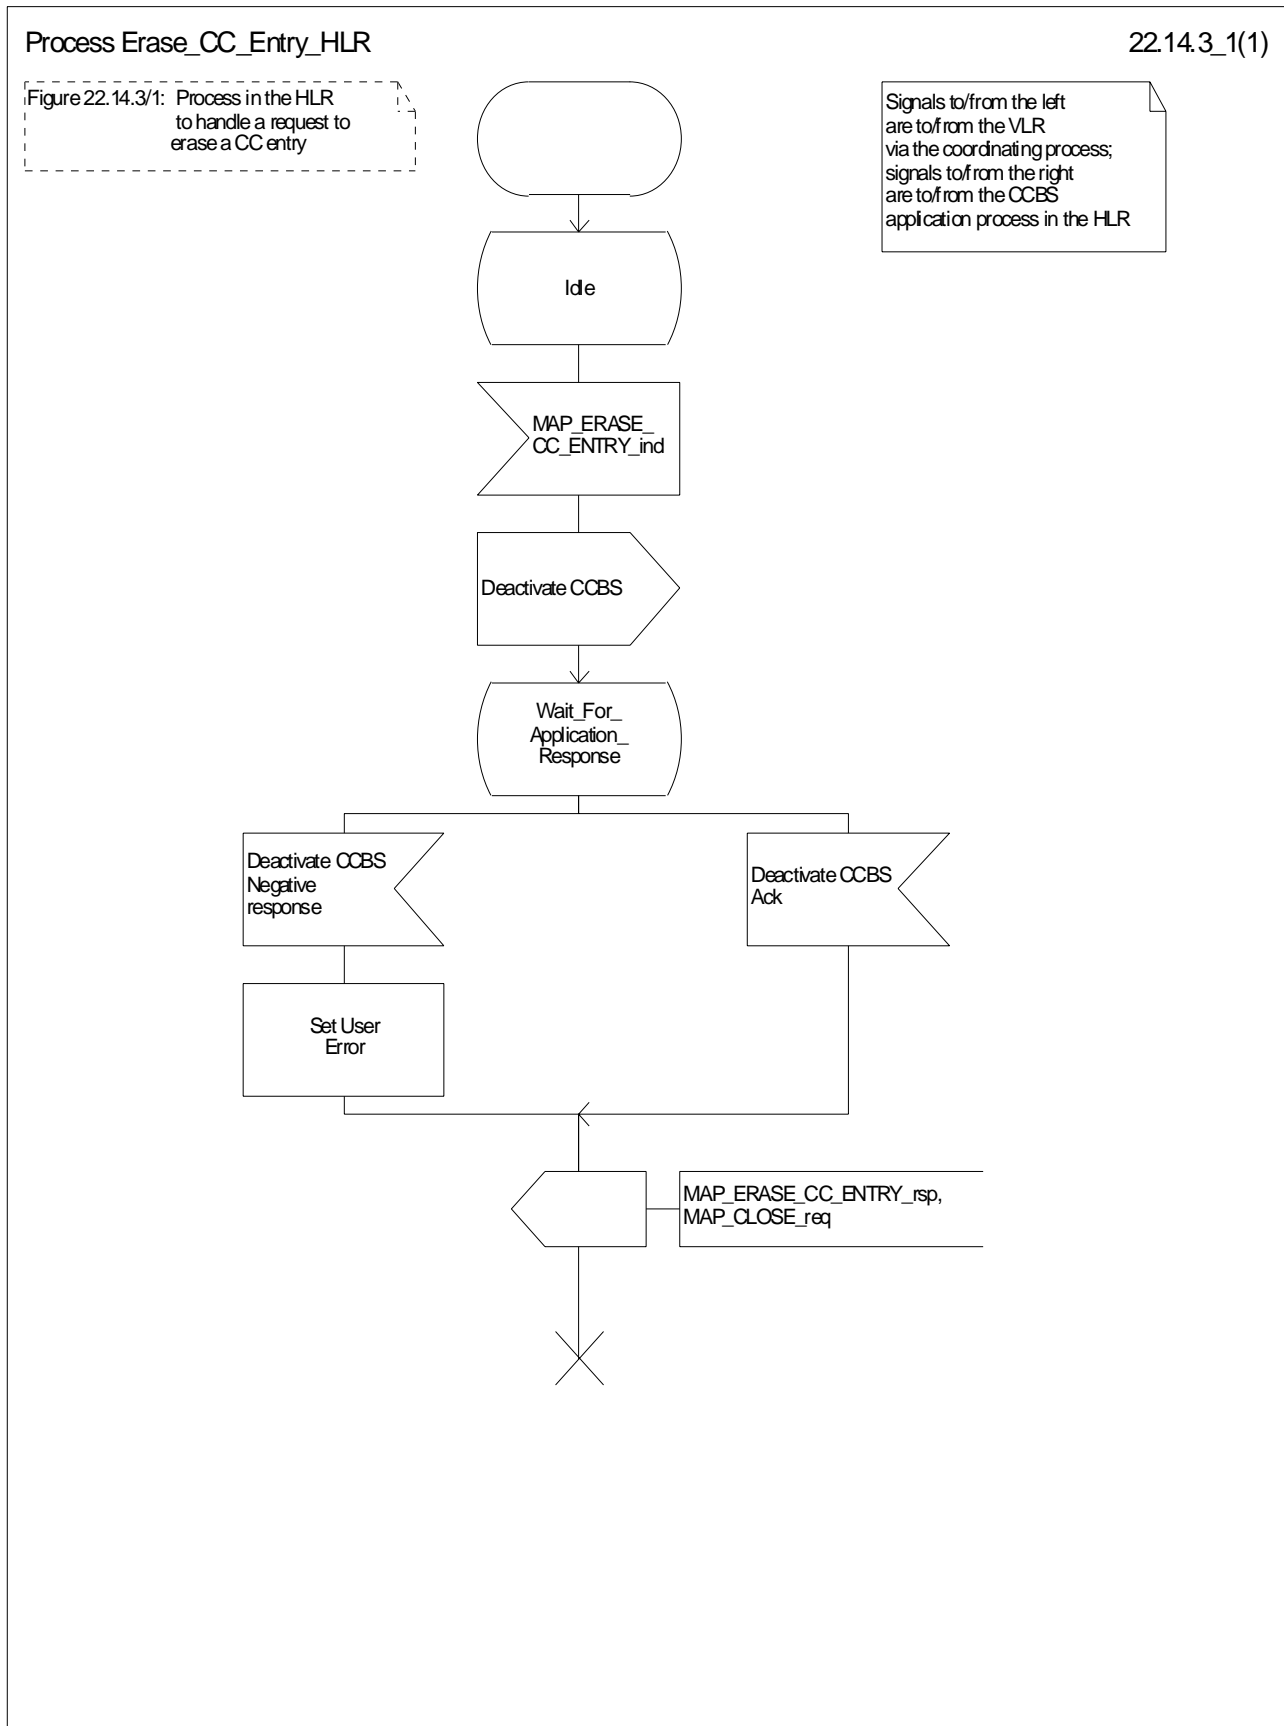 Process Erase_CC_Entry_HLR
22.14.3_1(1)
Figure 22.14.3/1: Process in the HLR
to handle a request to
erase a CC entry
Signals to/from the left
are to/from the VLR
via the coordinating process;
signals to/from the right
are to/from the CCBS
application process in the HLR
Idle
MAP_ERASE_
CC_ENTRY_ind
Deactivate CCBS
Wait_For_
Application_
Response
Deactivate CCBS
Negative
response
Deactivate CCBS
Ack
Set User
Error
MAP_ERASE_CC_ENTRY_rsp,
MAP_CLOSE_req